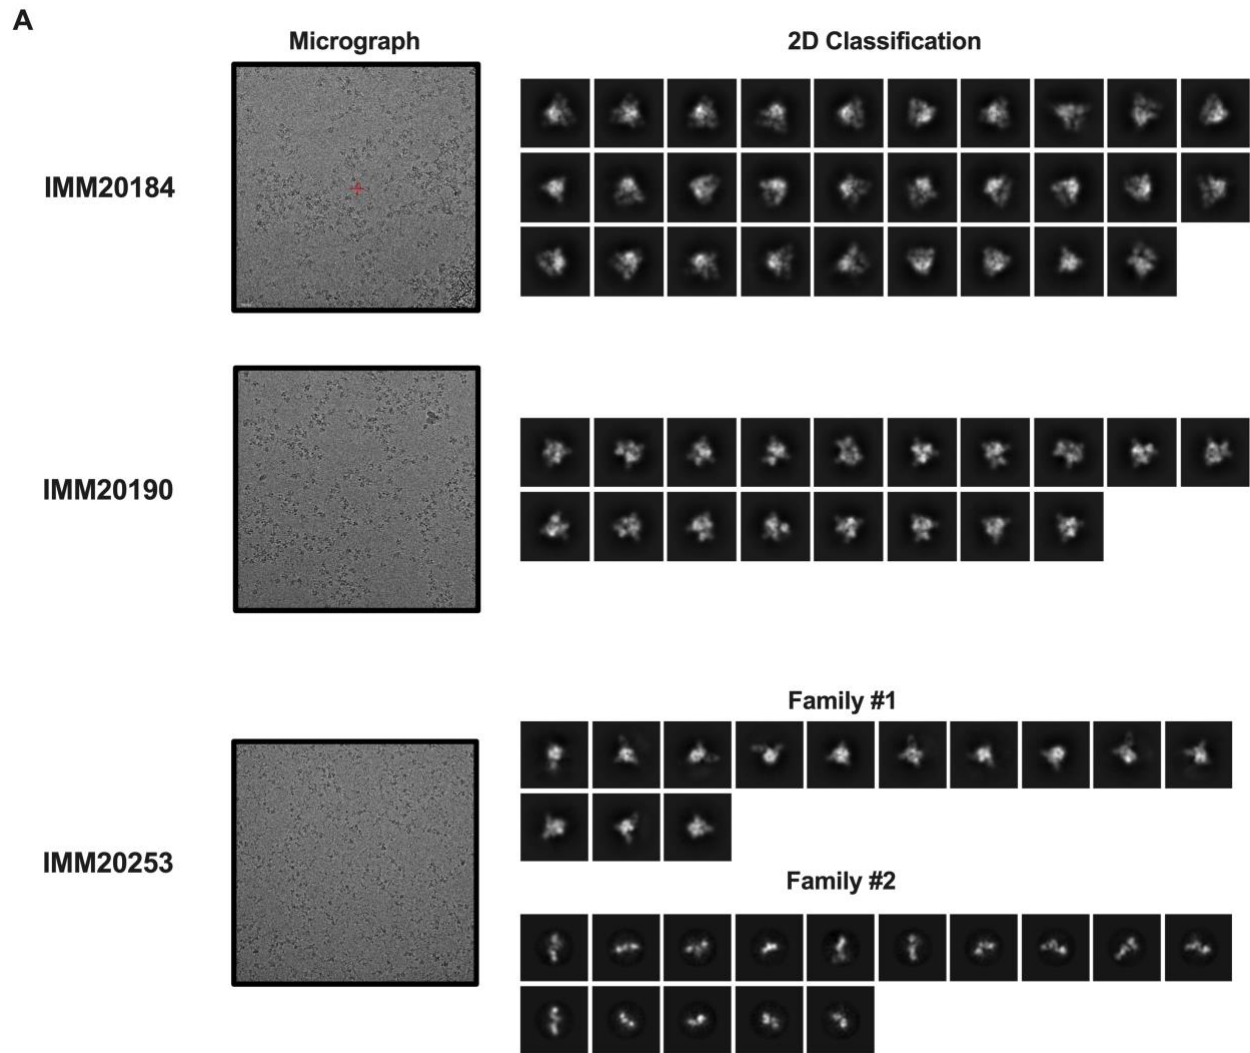 A
Micrograph
2D Classification
IMM20184
IMM20190
Family #1
IMM20253
Family #2